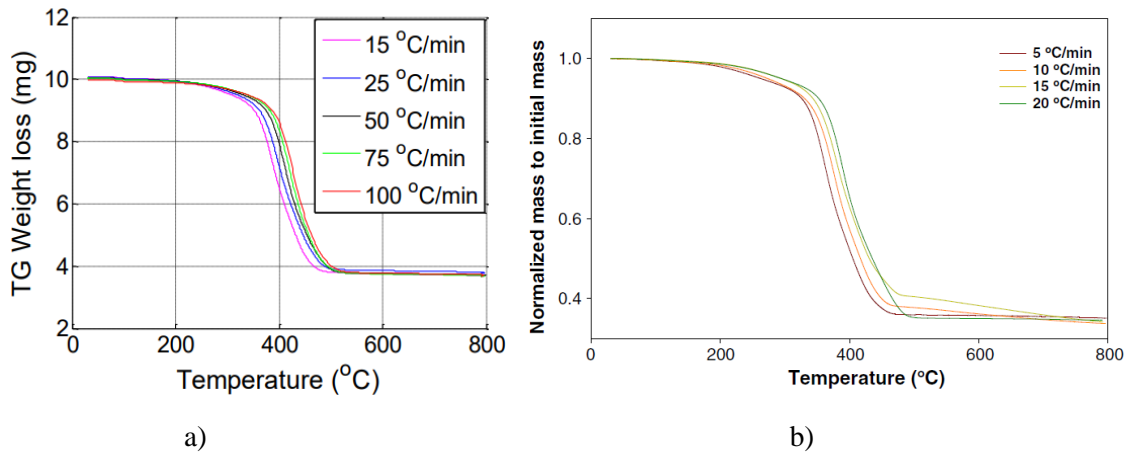 12
10
8
6
4
2
TG Weight loss (mg)
0
200
400
600
800
Temperature (°C)
15 °C/min
25 °C/min
50 °C/min
75 °C/min
100 °C/min
a)
1.0
0.8
0.6
0.4
Normalized mass to initial mass
0
200
400
600
800
Temperature (°C)
5 °C/min
10 °C/min
15 °C/min
20 °C/min
b)